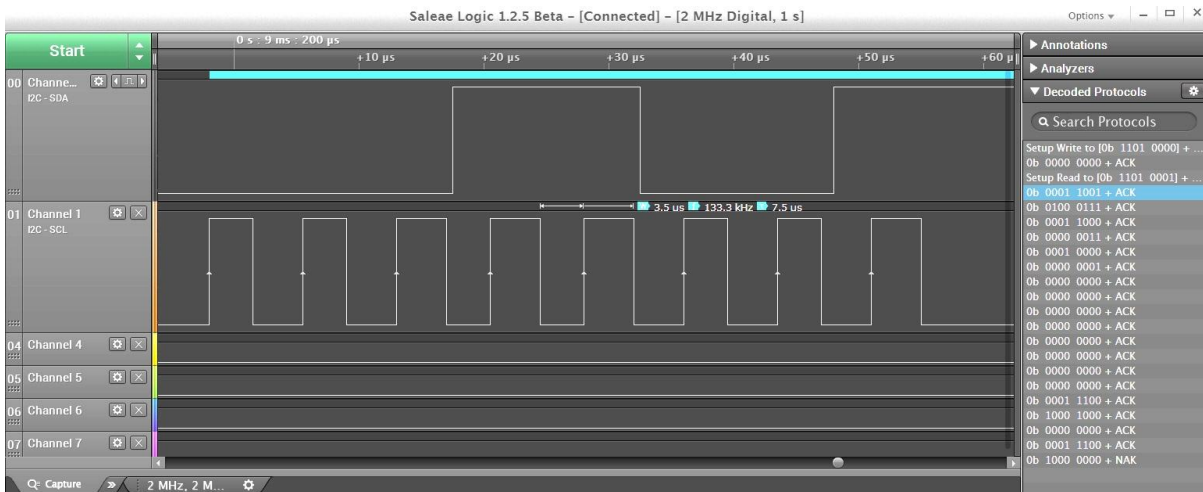 Saleae Logic 1.2.5 Beta - [Connected] - [2 MHz Digital, 1 s]
Options
Start
0 s : 9 ms : 200 µs
+10 µs
+20 µs
+30 µs
+40 µs
+50 µs
+60 µ
00 Channe...
I2C - SDA
01 Channel 1
I2C - SCL
3.5 us
133.3 kHz
7.5 us
04 Channel 4
05 Channel 5
06 Channel 6
07 Channel 7
Capture
2 MHz, 2 M...
Annotations
Analyzers
Decoded Protocols
Search Protocols
Setup Write to [0b 1101 0000] + ...
0b 0000 0000 + ACK
Setup Read to [0b 1101 0001] + ...
0b 0001 1001 + ACK
0b 0100 0111 + ACK
0b 0001 1000 + ACK
0b 0000 0011 + ACK
0b 0001 0000 + ACK
0b 0000 0001 + ACK
0b 0000 0000 + ACK
0b 0000 0000 + ACK
0b 0000 0000 + ACK
0b 0000 0000 + ACK
0b 0000 0000 + ACK
0b 0000 0000 + ACK
0b 0000 0000 + ACK
0b 0000 0000 + ACK
0b 0001 1100 + ACK
0b 1000 1000 + ACK
0b 0000 0000 + ACK
0b 0001 1100 + ACK
0b 1000 0000 + NAK